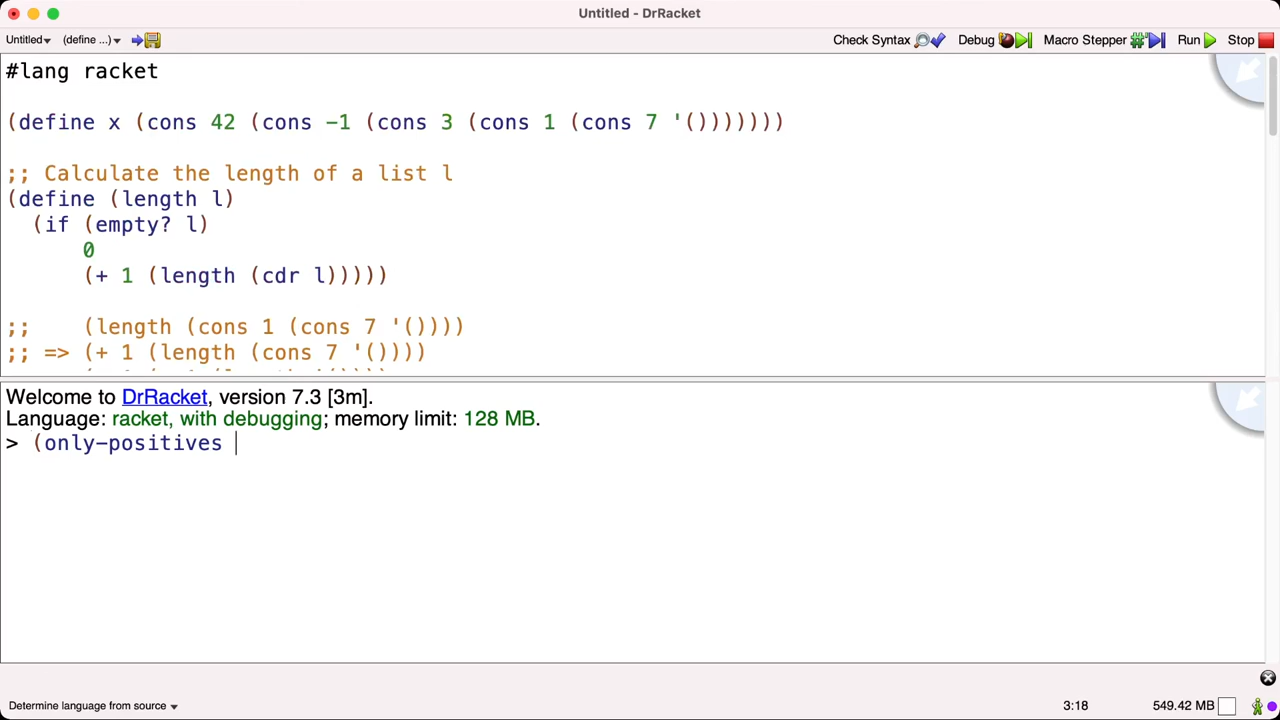 Untitled - DrRacket
Untitled (define ...) Check Syntax Debug Macro Stepper Run Stop
#lang racket
(define x (cons 42 (cons -1 (cons 3 (cons 1 (cons 7 '()))))))
;; Calculate the length of a list l
(define (length l)
(if (empty? l)
0
(+ 1 (length (cdr l)))))
;; (length (cons 1 (cons 7 '())))
;; => (+ 1 (length (cons 7 '())))
Welcome to DrRacket, version 7.3 [3m].
Language: racket, with debugging; memory limit: 128 MB.
> (only-positives
Determine language from source 3:18 549.42 MB